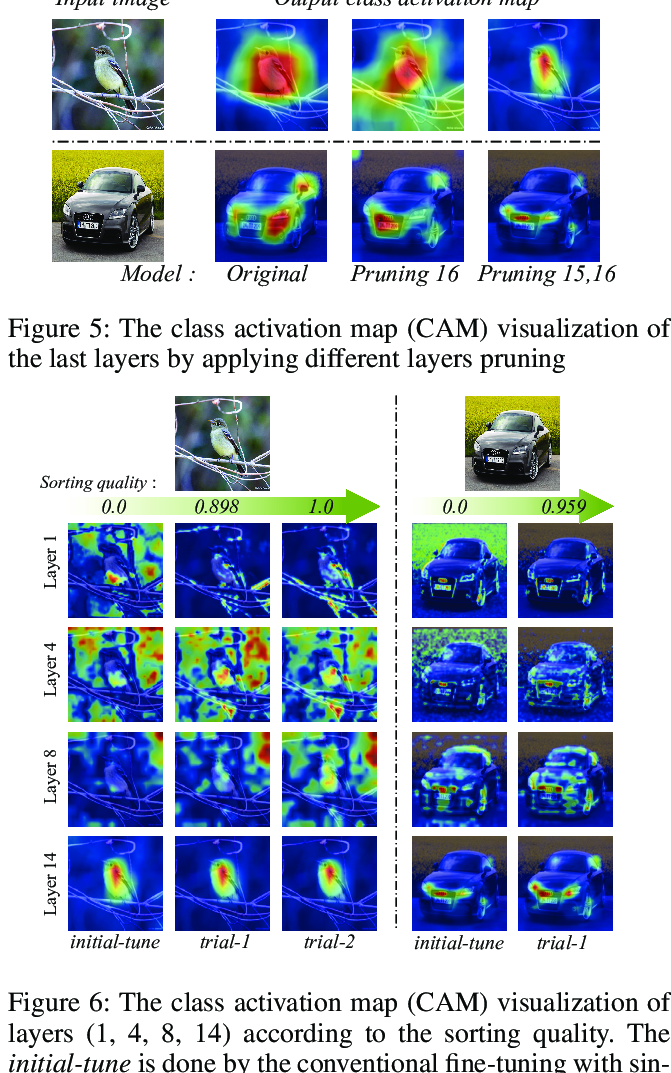 Input image Output class activation map
Model : Original Pruning 16 Pruning 15,16
Figure 5: The class activation map (CAM) visualization of
the last layers by applying different layers pruning
Sorting quality :
0.0 0.898 1.0 0.0 0.959
Layer 1
Layer 4
Layer 8
Layer 14
initial-tune trial-1 trial-2 initial-tune trial-1
Figure 6: The class activation map (CAM) visualization of
layers (1, 4, 8, 14) according to the sorting quality. The
initial-tune is done by the conventional fine-tuning with sin-